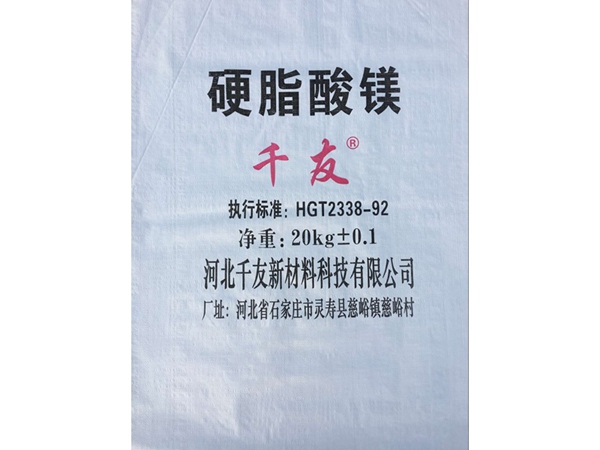 硬脂酸镁
千友®
执行标准：HGT2338-92
净重：20kg±0.1
河北千友新材料科技有限公司
厂址：河北省石家庄市灵寿县慈峪镇慈峪村